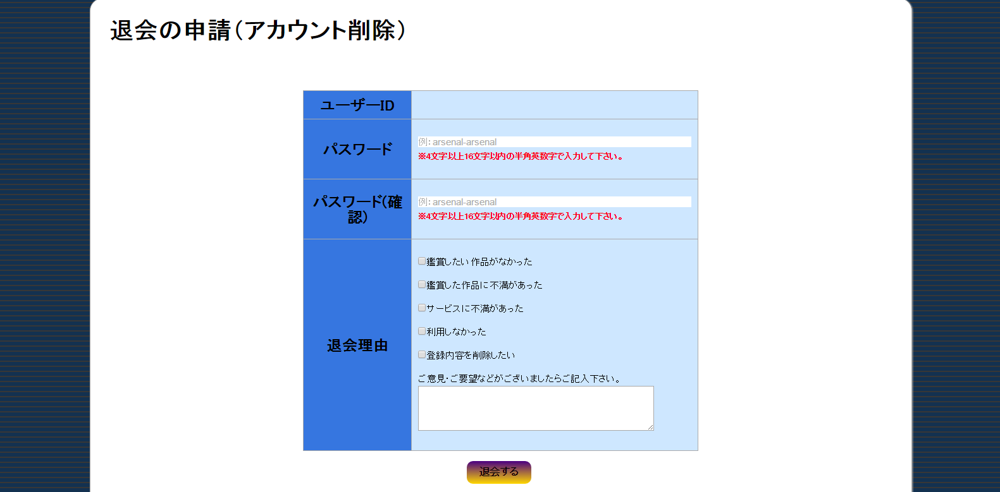 退会の申請（アカウント削除）
ユーザーID
パスワード
例：arsenal-arsenal
※4文字以上16文字以内の半角英数字で入力して下さい。
パスワード（確
認）
例：arsenal-arsenal
※4文字以上16文字以内の半角英数字で入力して下さい。
退会理由
鑑賞したい作品がなかった
鑑賞した作品に不満があった
サービスに不満があった
利用しなかった
登録内容を削除したい
ご意見・ご要望などがございましたらご記入下さい。
退会する